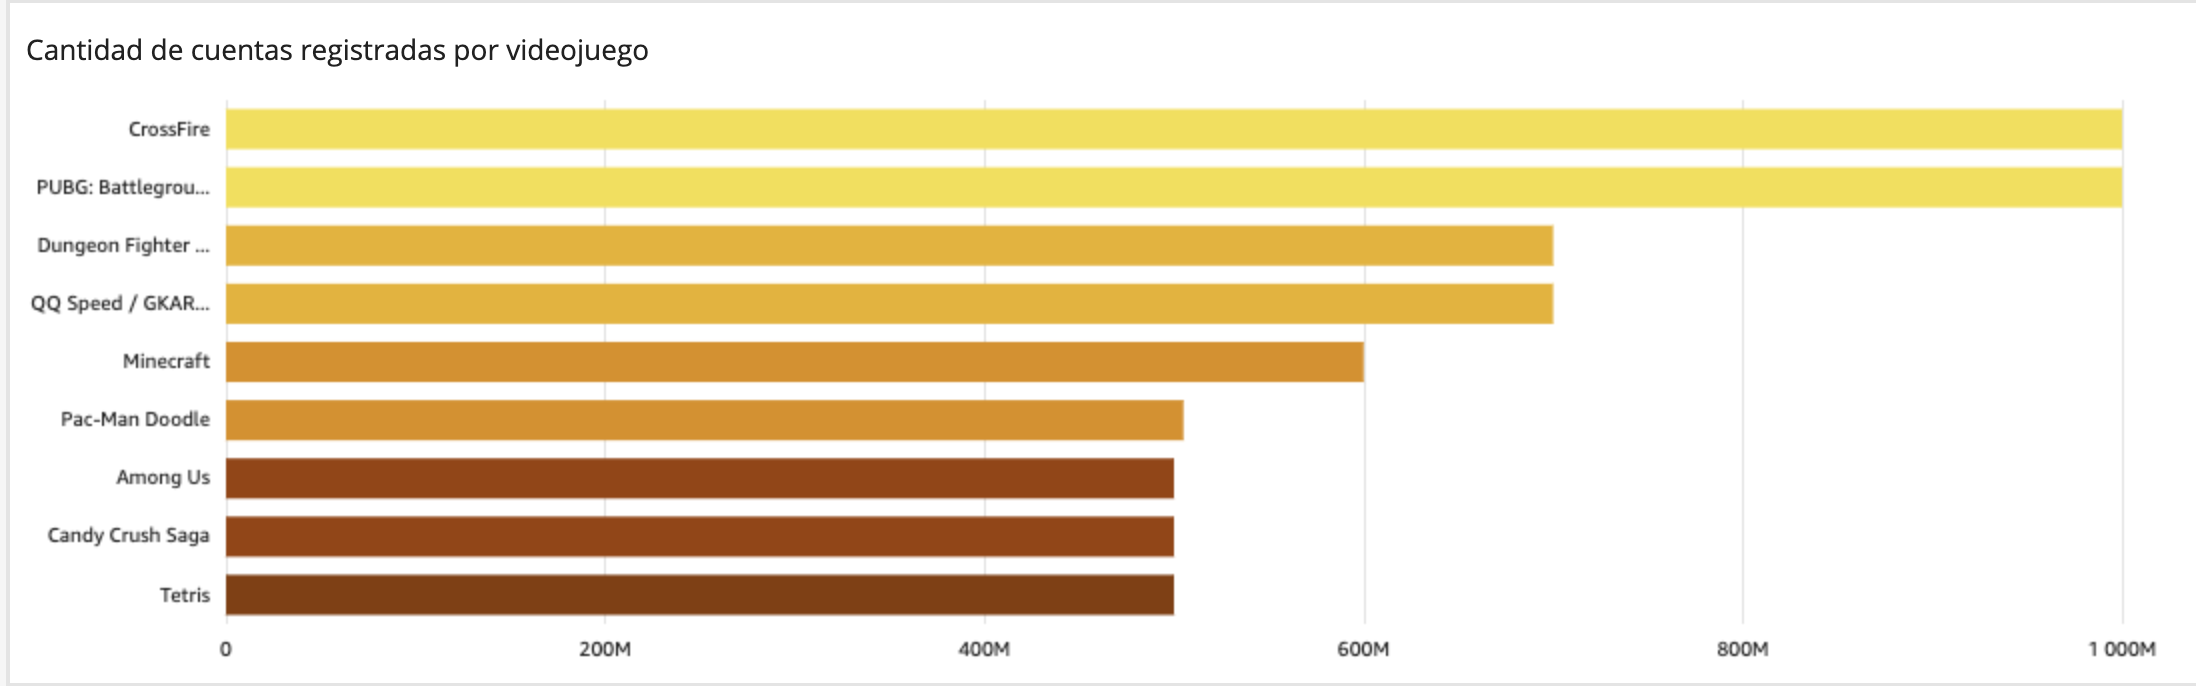 Cantidad de cuentas registradas por videojuego
CrossFire
PUBG: Battlegrou...
Dungeon Fighter ...
QQ Speed / GKAR...
Minecraft
Pac-Man Doodle
Among Us
Candy Crush Saga
Tetris
0 200M 400M 600M 800M 1 000M